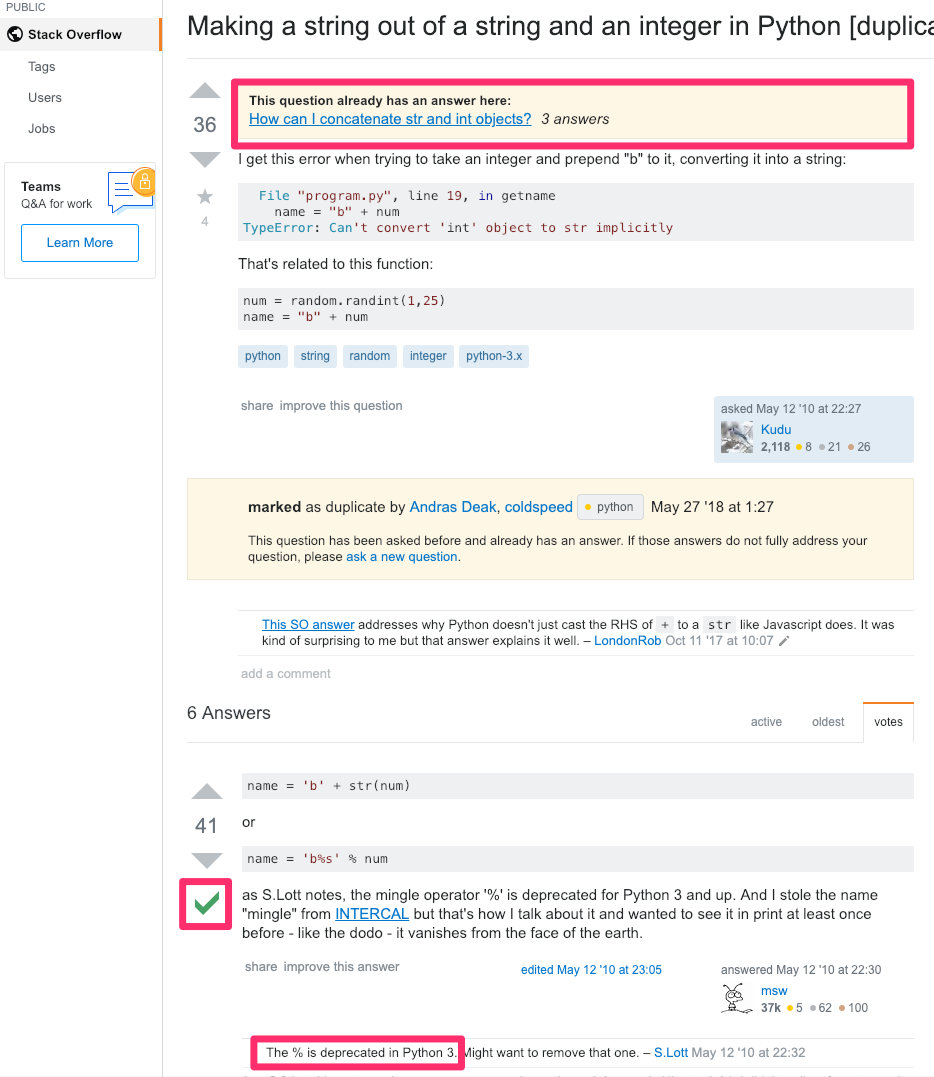 PUBLIC
Stack Overflow
Tags
Users
Jobs
Teams
Q&A for work
Learn More
Making a string out of a string and an integer in Python [duplica
36
4
This question already has an answer here:
How can I concatenate str and int objects? 3 answers
I get this error when trying to take an integer and prepend "b" to it, converting it into a string:
File "program.py", line 19, in getname
name = "b" + num
TypeError: Can't convert 'int' object to str implicitly
That's related to this function:
num = random.randint(1,25)
name = "b" + num
python string random integer python-3.x
share improve this question
asked May 12 '10 at 22:27
Kudu
2,118 8 21 26
marked as duplicate by Andras Deak, coldspeed python May 27 '18 at 1:27
This question has been asked before and already has an answer. If those answers do not fully address your
question, please ask a new question.
This SO answer addresses why Python doesn't just cast the RHS of + to a str like Javascript does. It was
kind of surprising to me but that answer explains it well. – LondonRob Oct 11 '17 at 10:07
add a comment
6 Answers
active oldest votes
41
name = 'b' + str(num)
or
name = 'b%s' % num
as S.Lott notes, the mingle operator '%' is deprecated for Python 3 and up. And I stole the name
"mingle" from INTERCAL but that's how I talk about it and wanted to see it in print at least once
before - like the dodo - it vanishes from the face of the earth.
share improve this answer
edited May 12 '10 at 23:05
answered May 12 '10 at 22:30
msw
37k 5 62 100
The % is deprecated in Python 3. Might want to remove that one. – S.Lott May 12 '10 at 22:32